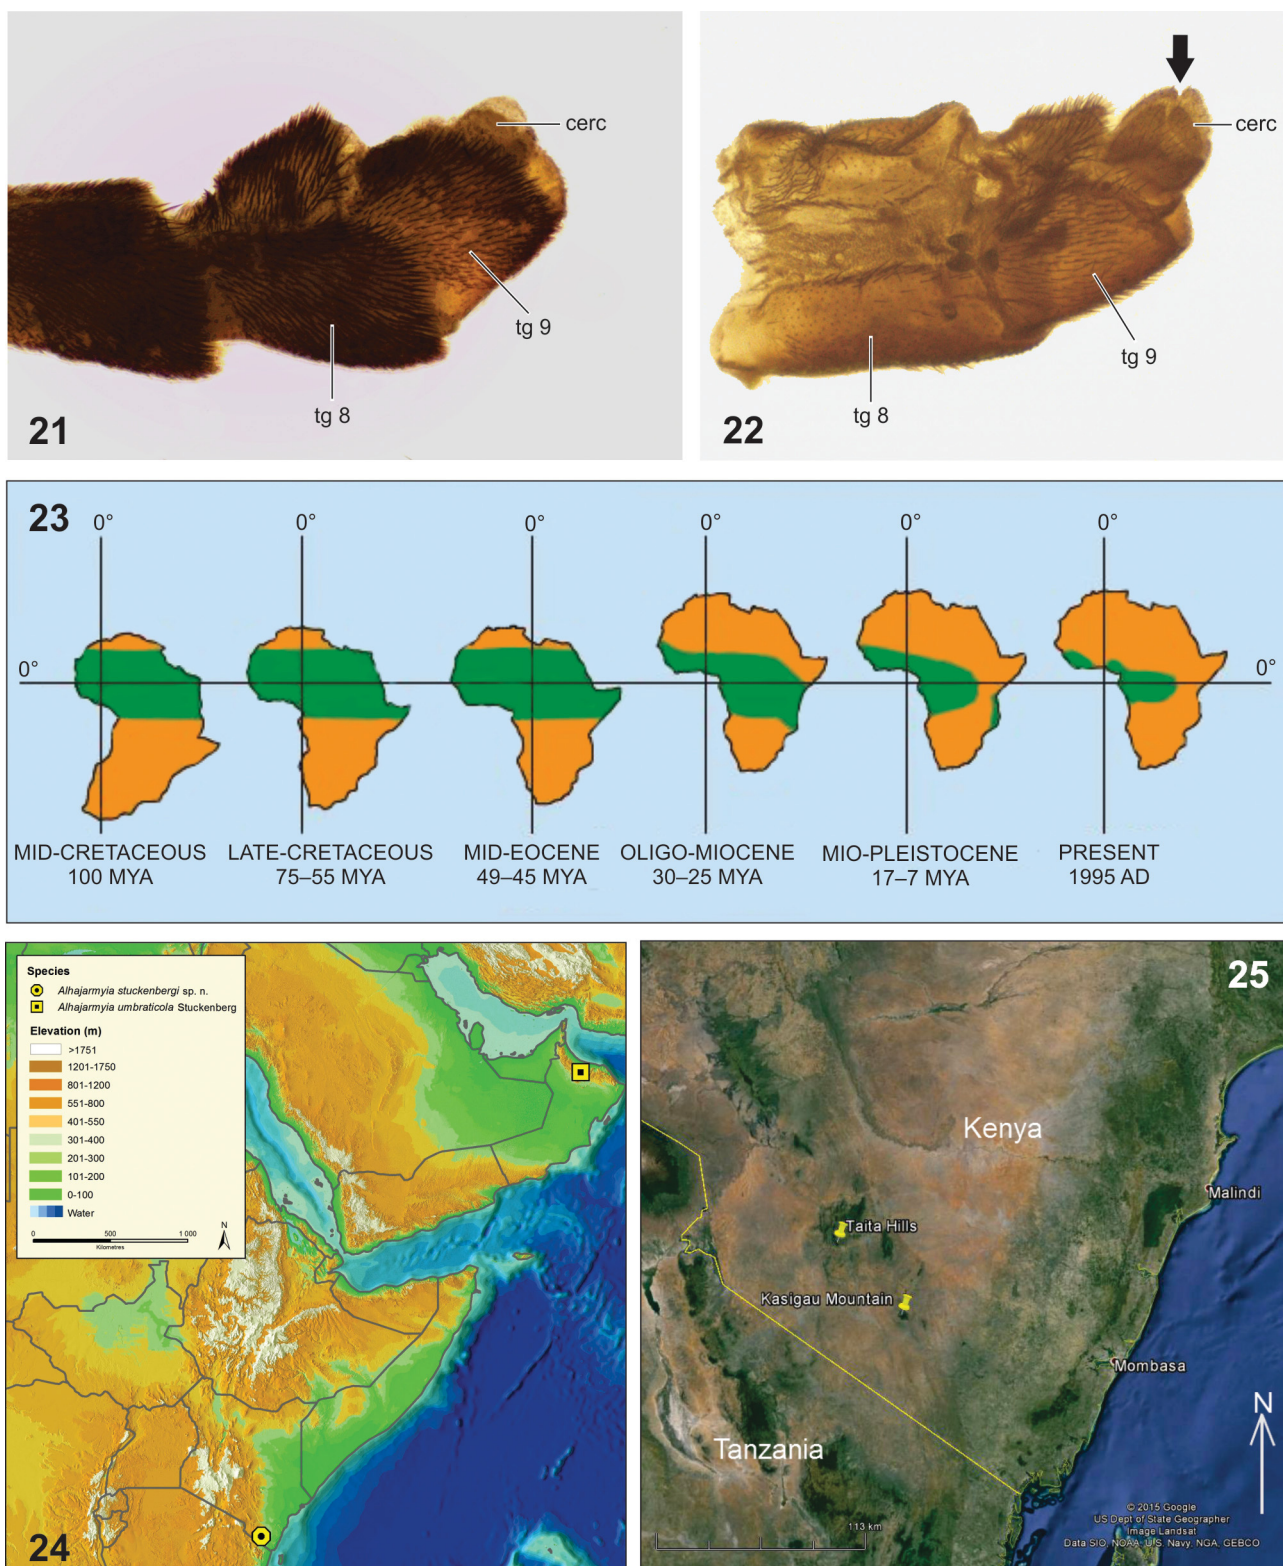 cerc
tg 9
tg 8
21
cerc
tg 9
tg 8
22
23
0°
0°
0°
0°
0°
0°
0°
0°
MID-CRETACEOUS
100 MYA
LATE-CRETACEOUS
75–55 MYA
MID-EOCENE
49–45 MYA
OLIGO-MIOCENE
30–25 MYA
MIO-PLEISTOCENE
17–7 MYA
PRESENT
1995 AD
Species
Alhajarmyia stuckenbergi sp. n.
Alhajarmyia umbraticola Stuckenberg
Elevation (m)
>1751
1201-1750
801-1200
551-800
401-550
301-400
201-300
101-200
0-100
Water
0 500 1 000
Kilometres
N
24
25
Kenya
Malindi
Taita Hills
Kasigau Mountain
Mombasa
Tanzania
N
113 km
© 2015 Google
US Dept of State Geographer
Image Landsat
Data SIO, NOAA, U.S. Navy, NGA, GEBCO